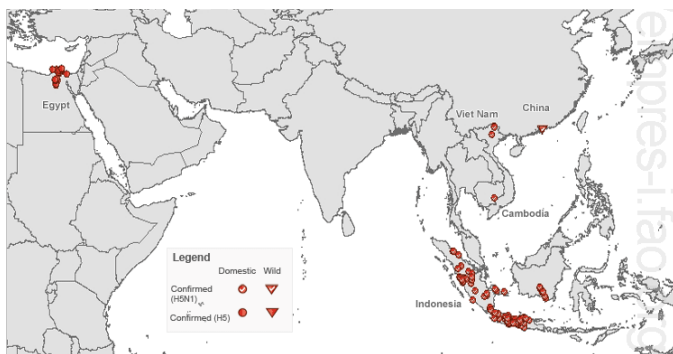 empres-i.fao.org
China
Viet Nam
Egypt
Cambodia
Legend
Domestic Wild
Confirmed
(H5N1)
Confirmed (H5)
Indonesia